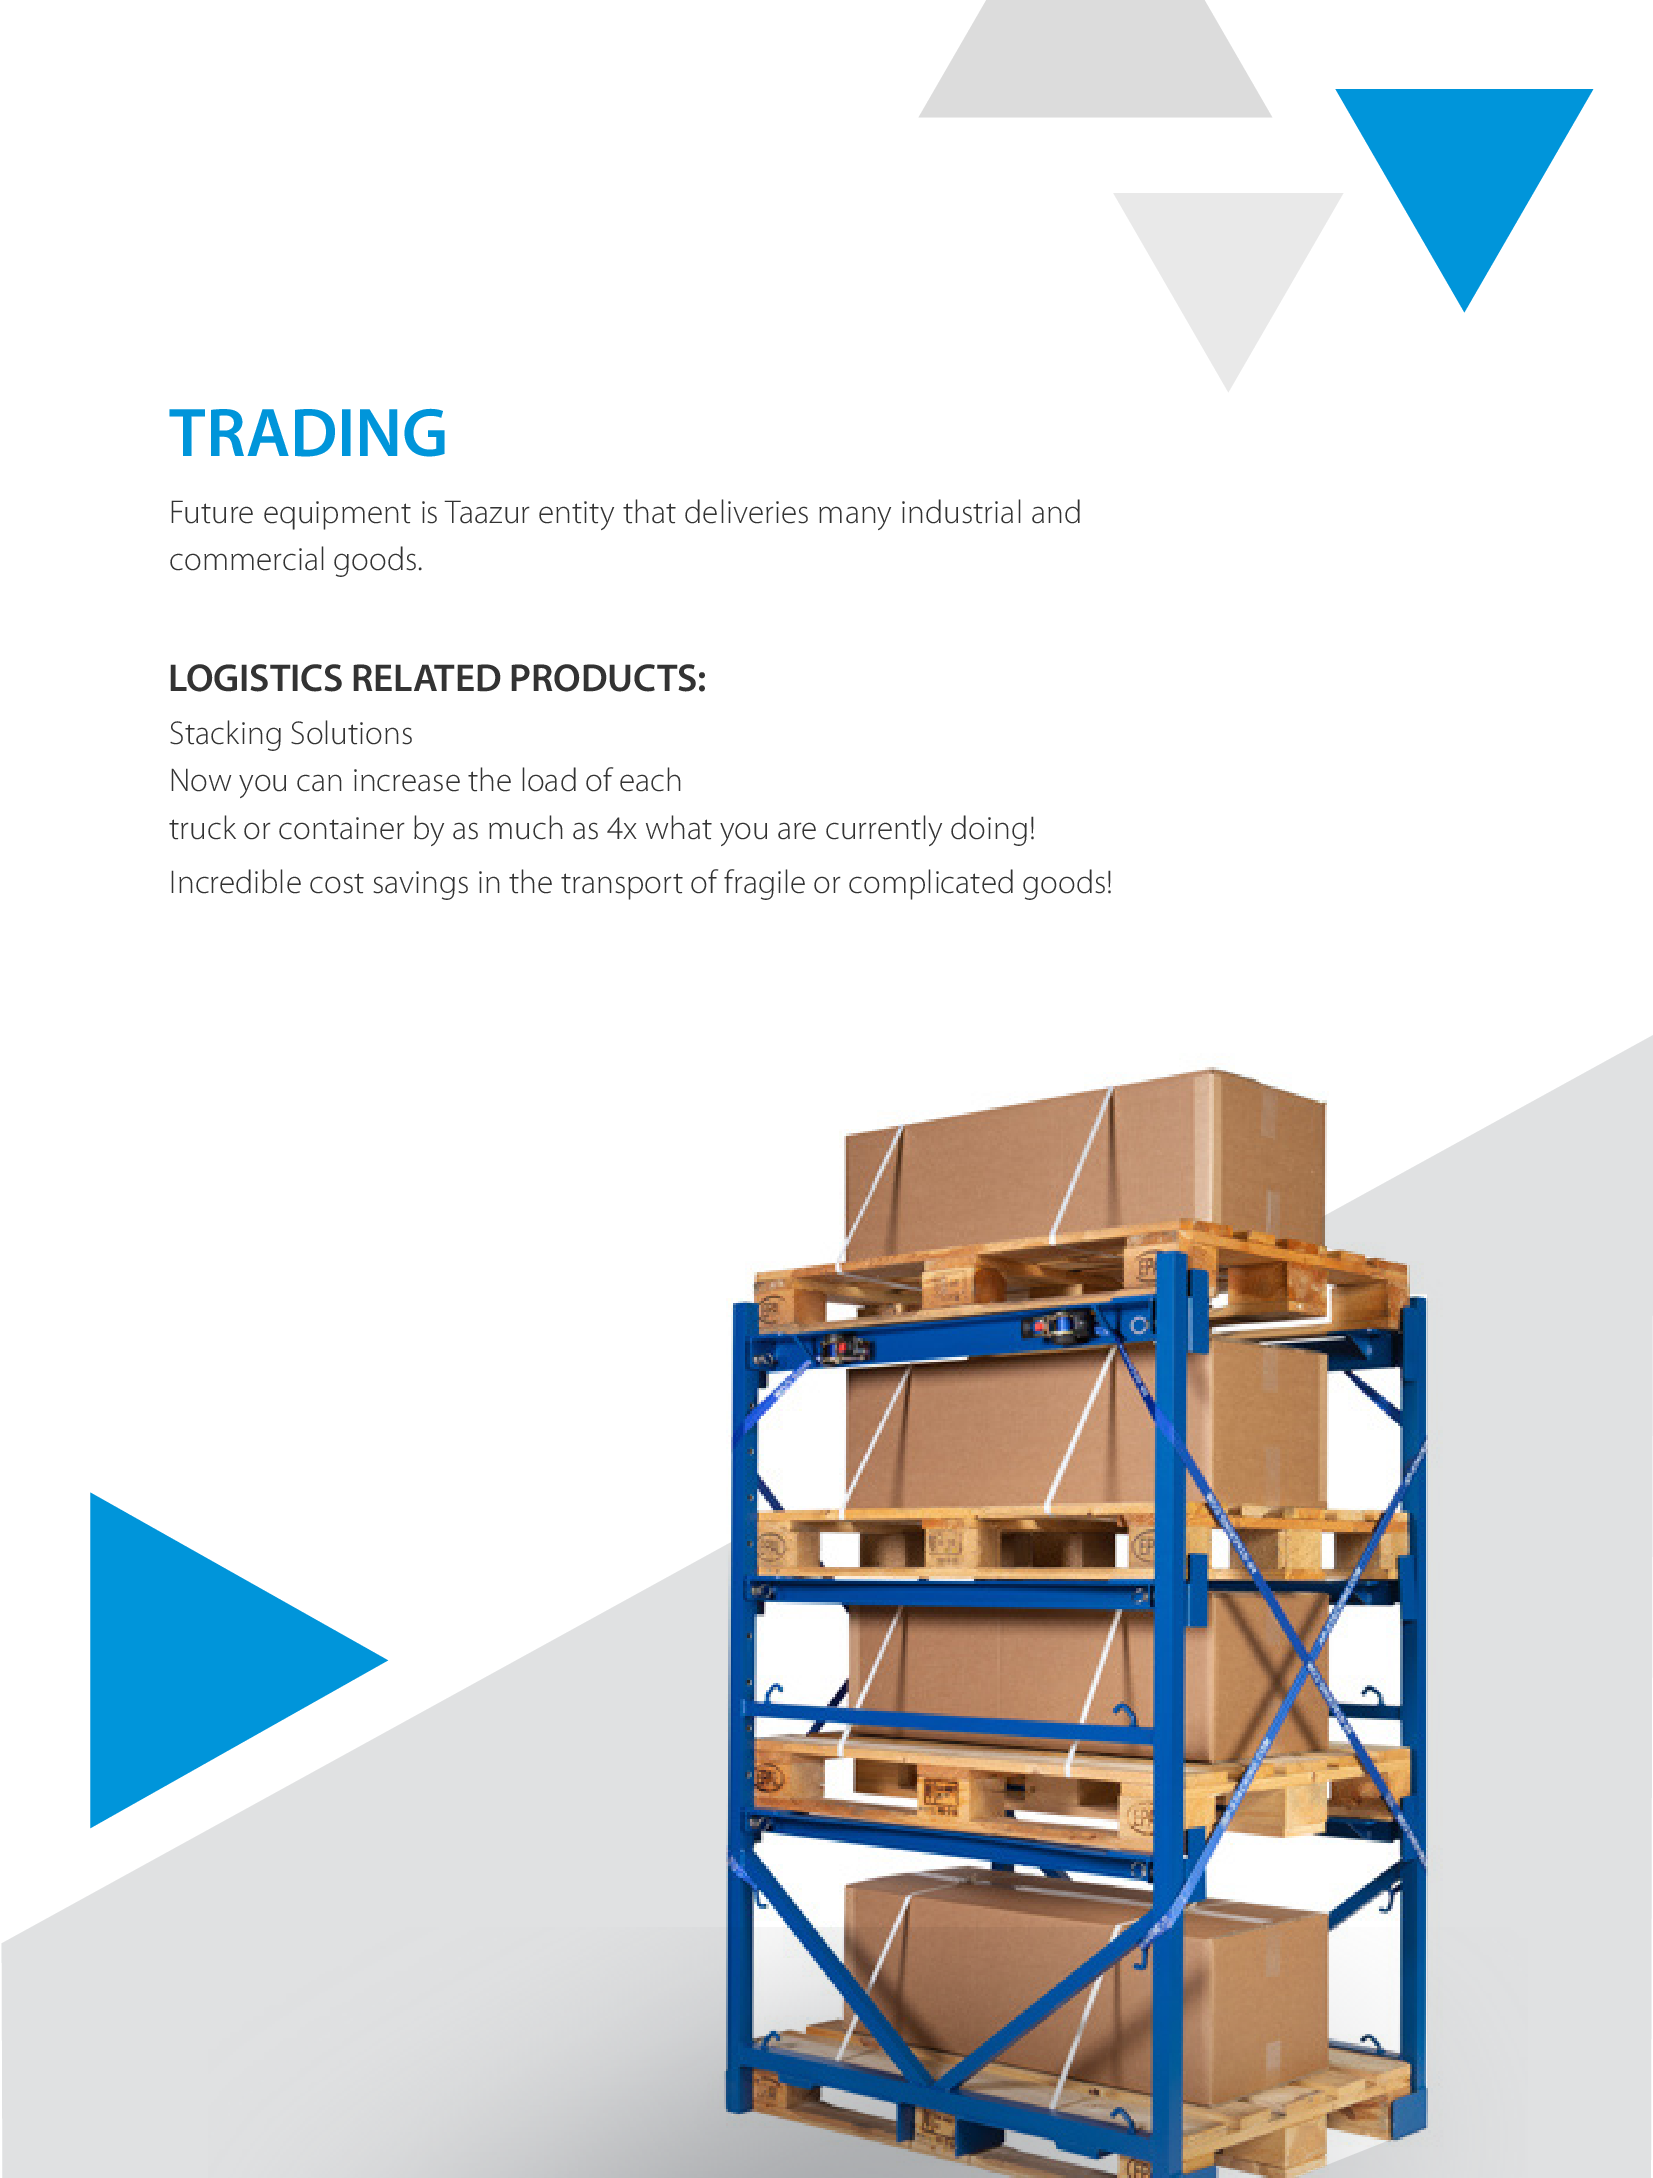 TRADING
Future equipment is Taazur entity that deliveries many industrial and
commercial goods.
LOGISTICS RELATED PRODUCTS:
Stacking Solutions
Now you can increase the load of each
truck or container by as much as 4x what you are currently doing!
Incredible cost savings in the transport of fragile or complicated goods!
EPAL
EPAL